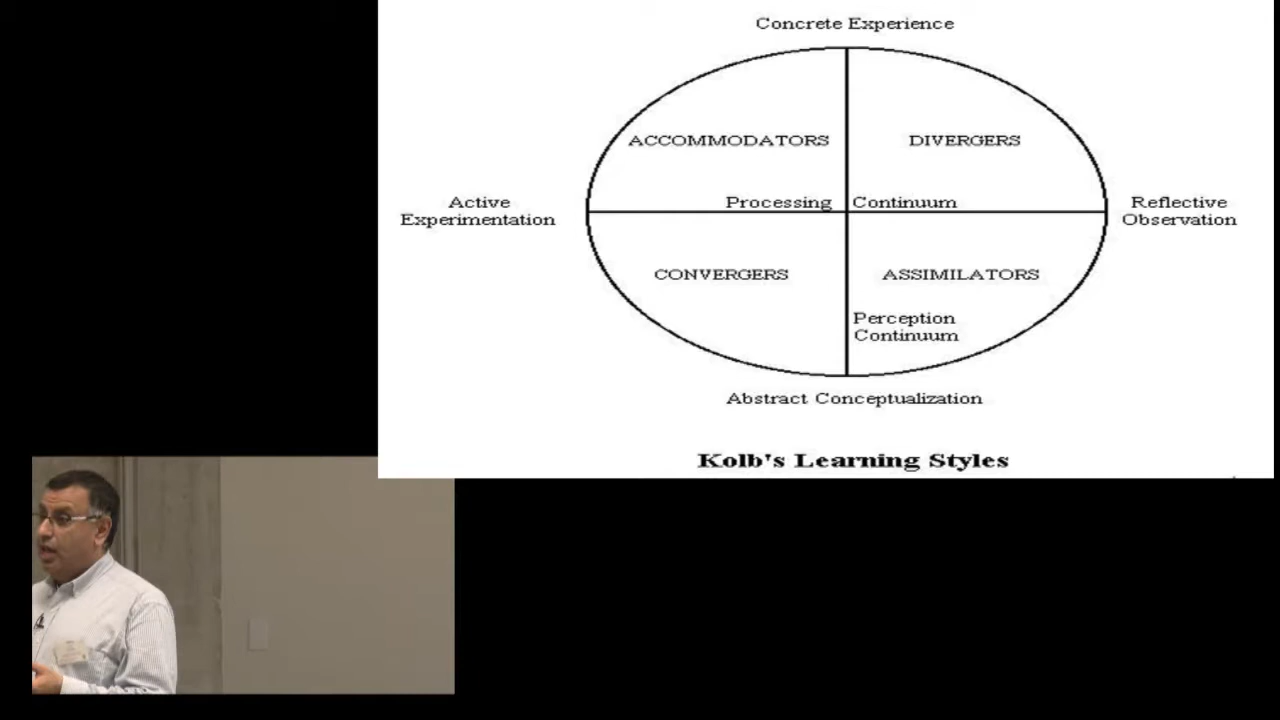 Concrete Experience
ACCOMMODATORS
DIVERGERS
Active
Experimentation
Processing
Continuum
Reflective
Observation
CONVERGERS
ASSIMILATORS
Perception
Continuum
Abstract Conceptualization
Kolb's Learning Styles